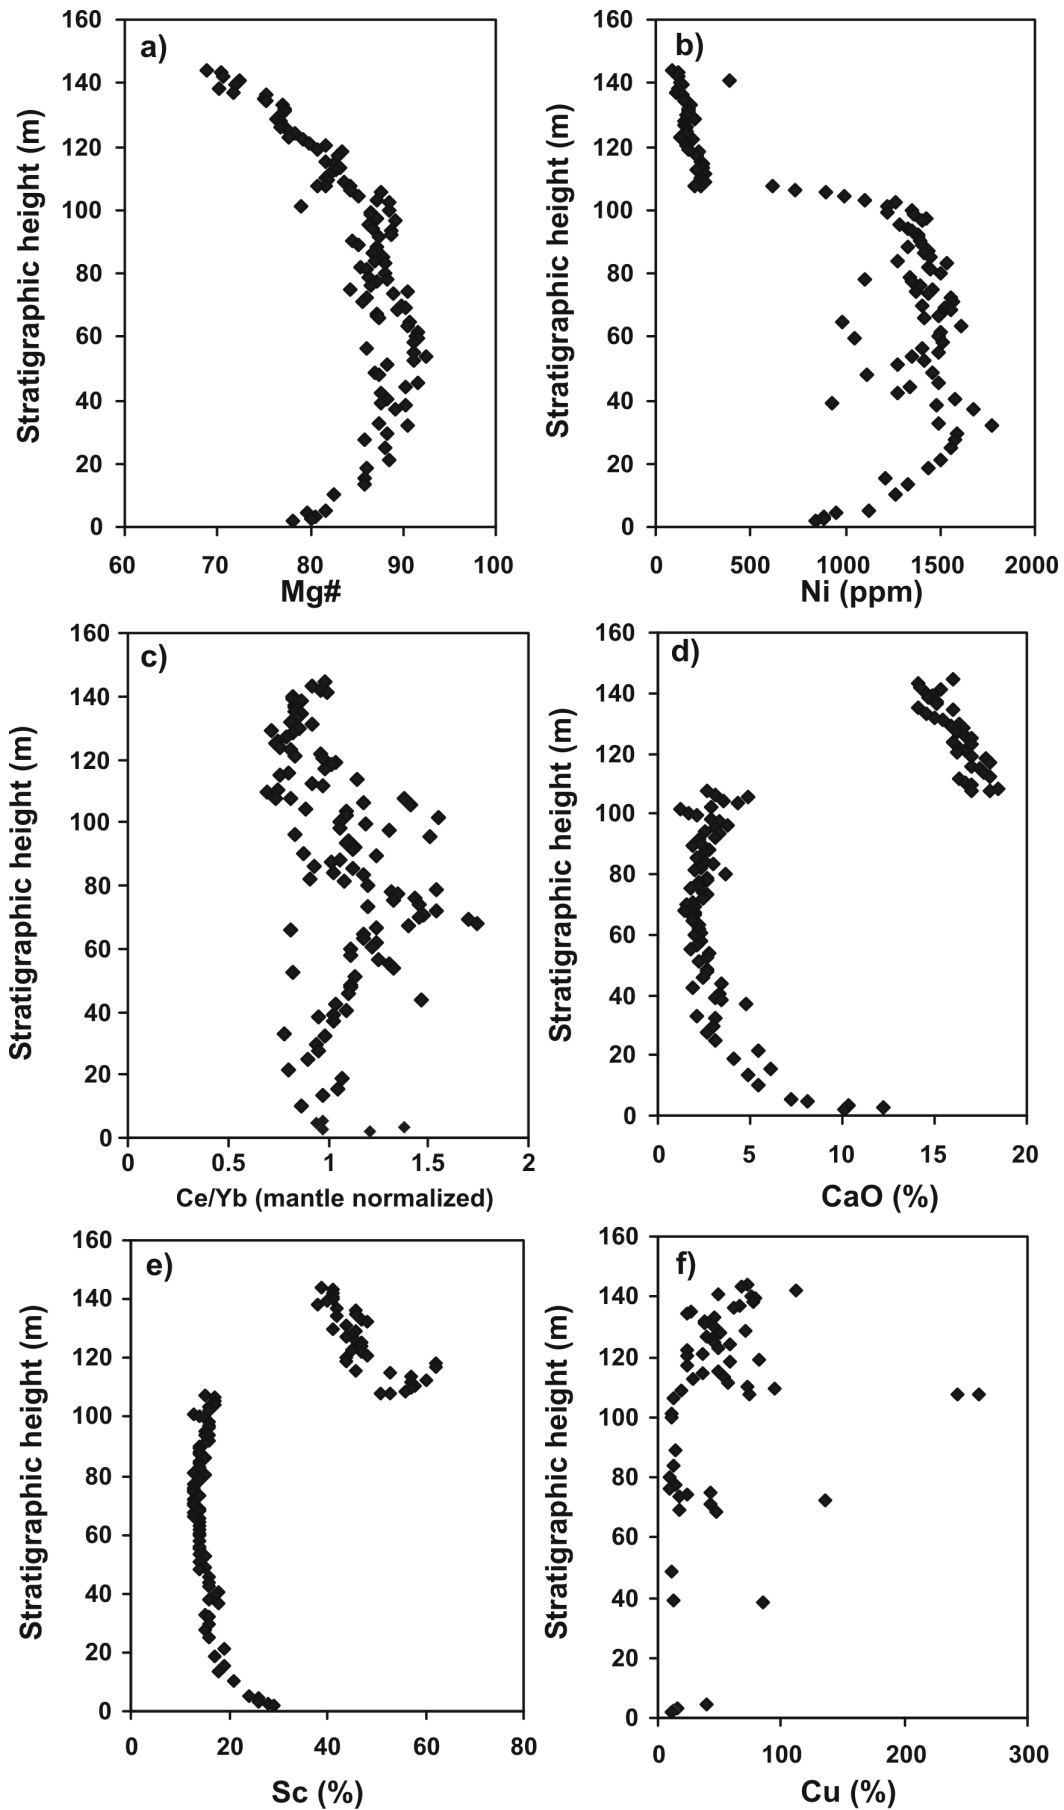 a)
160
140
120
100
80
60
40
20
0
Stratigraphic height (m)
60 70 80 90 100
Mg#
b)
160
140
120
100
80
60
40
20
0
Stratigraphic height (m)
0 500 1000 1500 2000
Ni (ppm)
c)
160
140
120
100
80
60
40
20
0
Stratigraphic height (m)
0 0.5 1 1.5 2
Ce/Yb (mantle normalized)
d)
160
140
120
100
80
60
40
20
0
Stratigraphic height (m)
0 5 10 15 20
CaO (%)
e)
160
140
120
100
80
60
40
20
0
Stratigraphic height (m)
0 20 40 60 80
Sc (%)
f)
160
140
120
100
80
60
40
20
0
Stratigraphic height (m)
0 100 200 300
Cu (%)